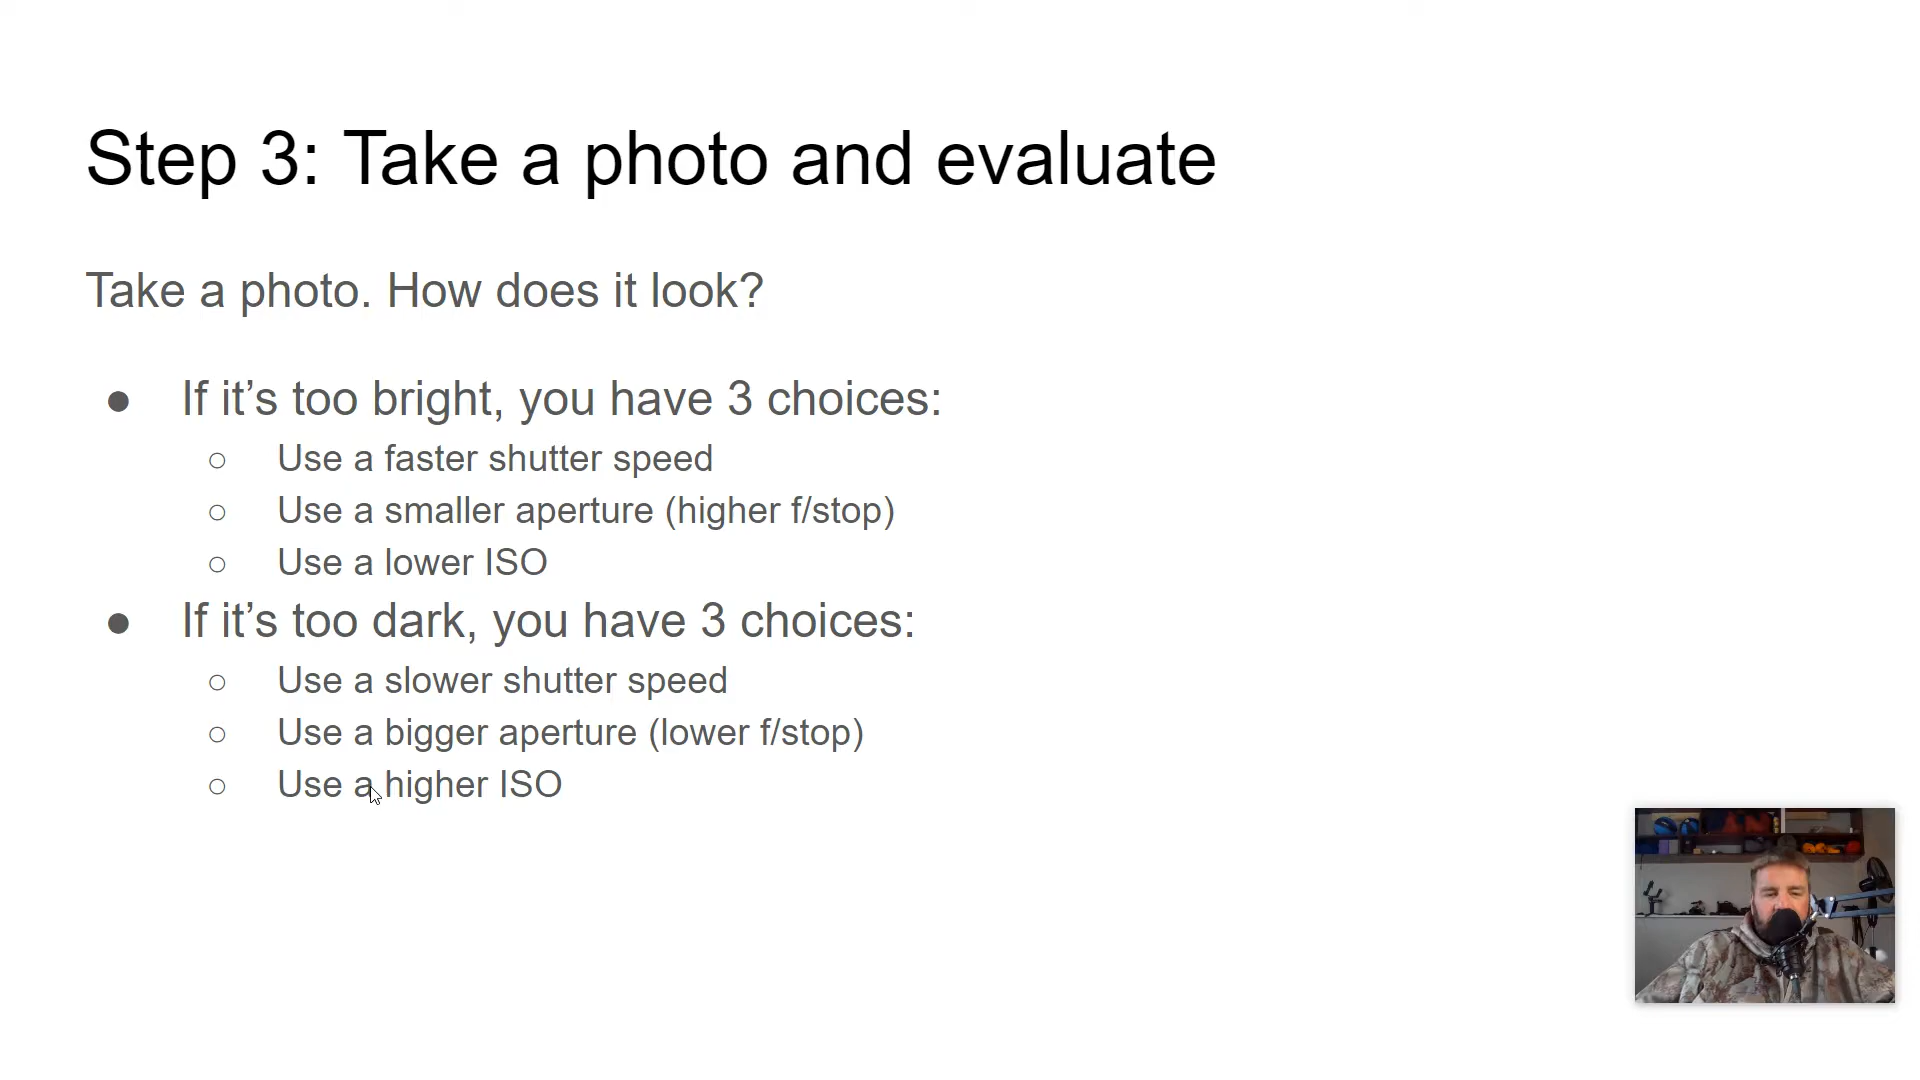 Step 3: Take a photo and evaluate
Take a photo. How does it look?
● If it’s too bright, you have 3 choices:
○ Use a faster shutter speed
○ Use a smaller aperture (higher f/stop)
○ Use a lower ISO
● If it’s too dark, you have 3 choices:
○ Use a slower shutter speed
○ Use a bigger aperture (lower f/stop)
○ Use a higher ISO